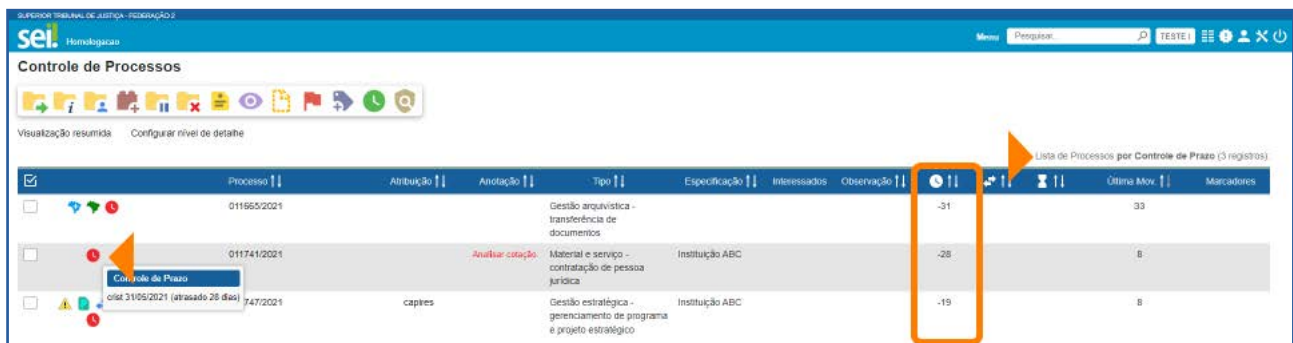 SUPERIOR TRIBUNAL DE JUSTIÇA - FEDERAÇÃO 2
sei! Homologacao
Menu Pesquisar... TESTE I
Controle de Processos
Visualização resumida Configurar nível de detalhe
Lista de Processos por Controle de Prazo (3 registros)
Processo Atribuição Anotação Tipo Especificação Interessados Observação Última Mov. Marcadores
011665/2021 Gestão arquivística - -31 33
transferência de
documentos
011741/2021 Analisar cotação Material e serviço - Instituição ABC -28 8
contratação de pessoa
jurídica
Controle de Prazo
crist 31/05/2021 (atrasado 28 dias)
747/2021 capires Gestão estratégica - Instituição ABC -19 8
gerenciamento de programa
e projeto estratégico